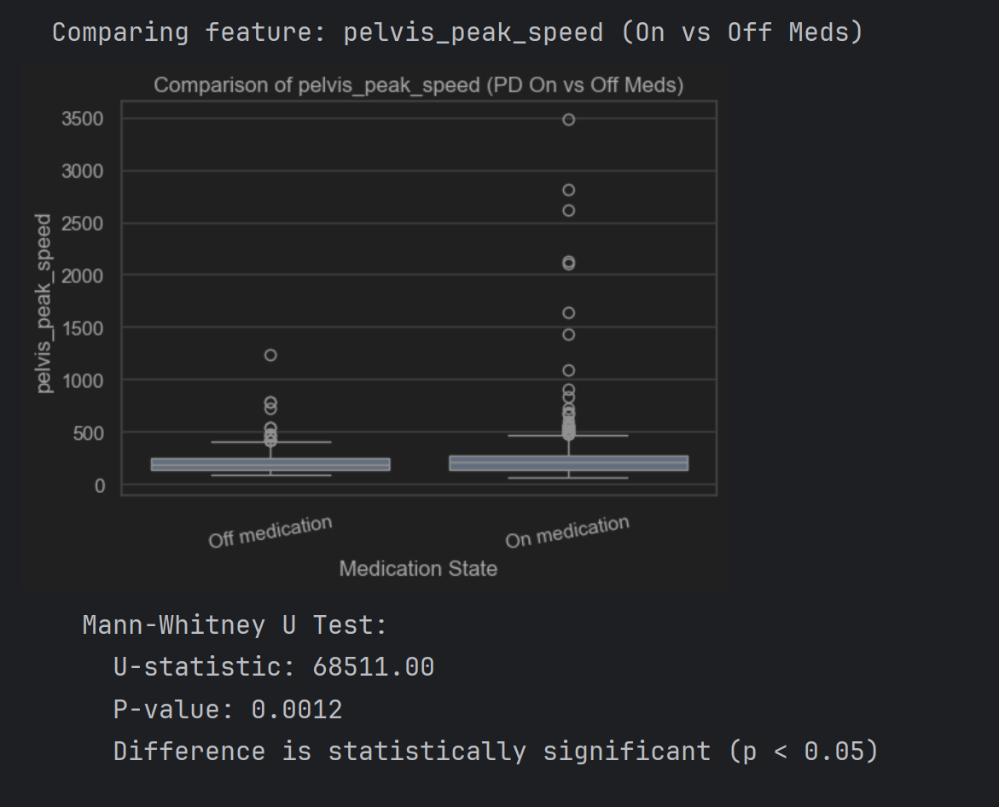 Comparing feature: pelvis_peak_speed (On vs Off Meds)
Comparison of pelvis_peak_speed (PD On vs Off Meds)
3500
3000
2500
2000
1500
1000
500
0
pelvis_peak_speed
Off medication
On medication
Medication State
Mann-Whitney U Test:
U-statistic: 68511.00
P-value: 0.0012
Difference is statistically significant (p < 0.05)